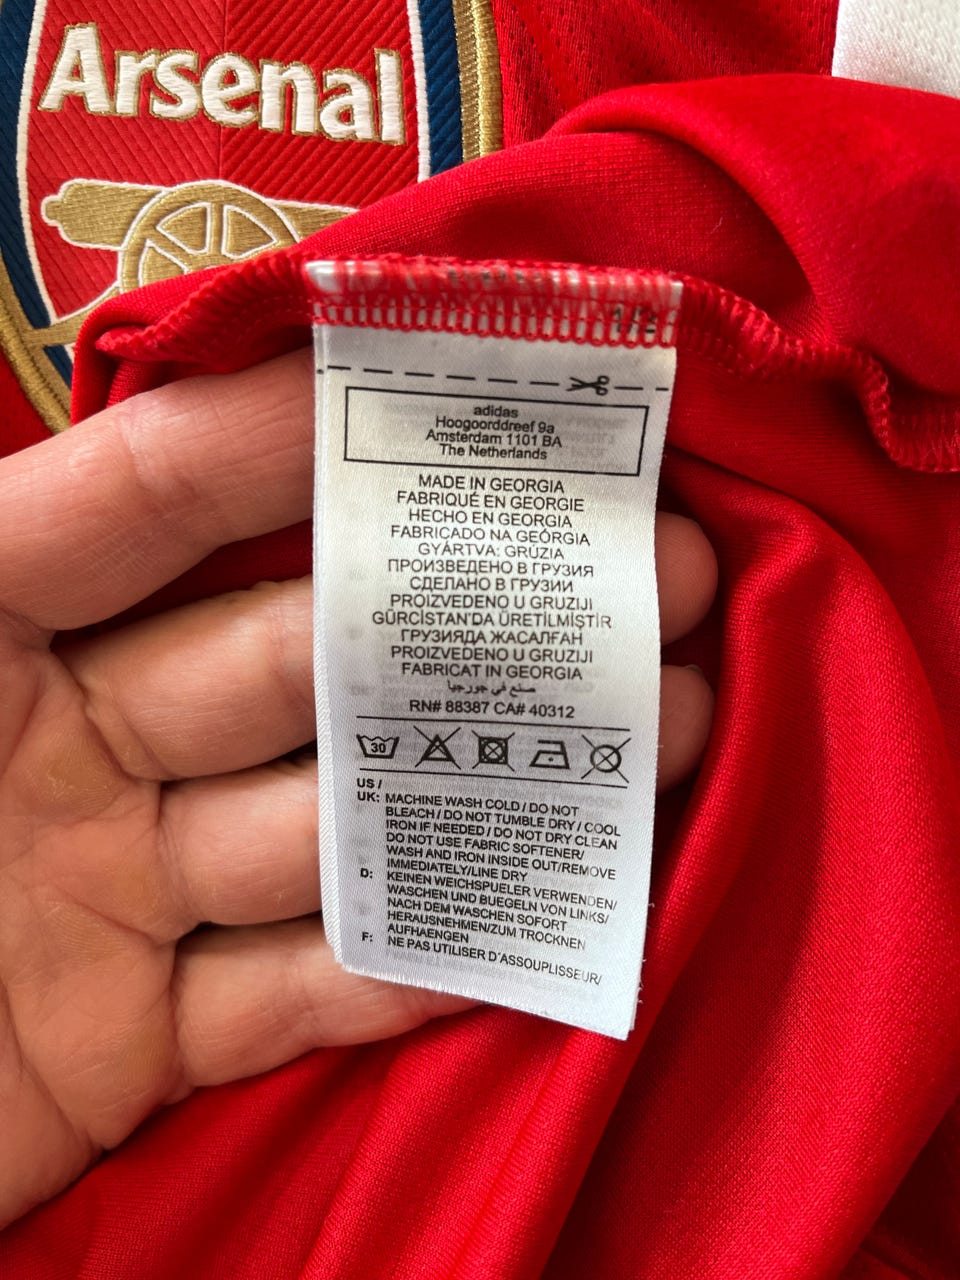 Arsenal
adidas
Hoogoorddreef 9a
Amsterdam 1101 BA
The Netherlands
MADE IN GEORGIA
FABRIQUÉ EN GEORGIE
HECHO EN GEORGIA
FABRICADO NA GEÓRGIA
GYÁRTVA: GRÚZIA
ПРОИЗВЕДЕНО В ГРУЗИЯ
СДЕЛАНО В ГРУЗИИ
PROIZVEDENO U GRUZIJI
GÜRCİSTAN'DA ÜRETİLMİŞTİR
ГРУЗИЯДА ЖАСАЛҒАН
PROIZVEDENO U GRUZIJI
FABRICAT IN GEORGIA
صنع في جورجيا
RN# 88387 CA# 40312
30
US /
UK: MACHINE WASH COLD / DO NOT
BLEACH / DO NOT TUMBLE DRY / COOL
IRON IF NEEDED / DO NOT DRY CLEAN
DO NOT USE FABRIC SOFTENER/
WASH AND IRON INSIDE OUT/REMOVE
IMMEDIATELY/LINE DRY
D: KEINEN WEICHSPUELER VERWENDEN/
WASCHEN UND BUEGELN VON LINKS/
NACH DEM WASCHEN SOFORT
HERAUSNEHMEN/ZUM TROCKNEN
AUFHAENGEN
F: NE PAS UTILISER D'ASSOUPLISSEUR/